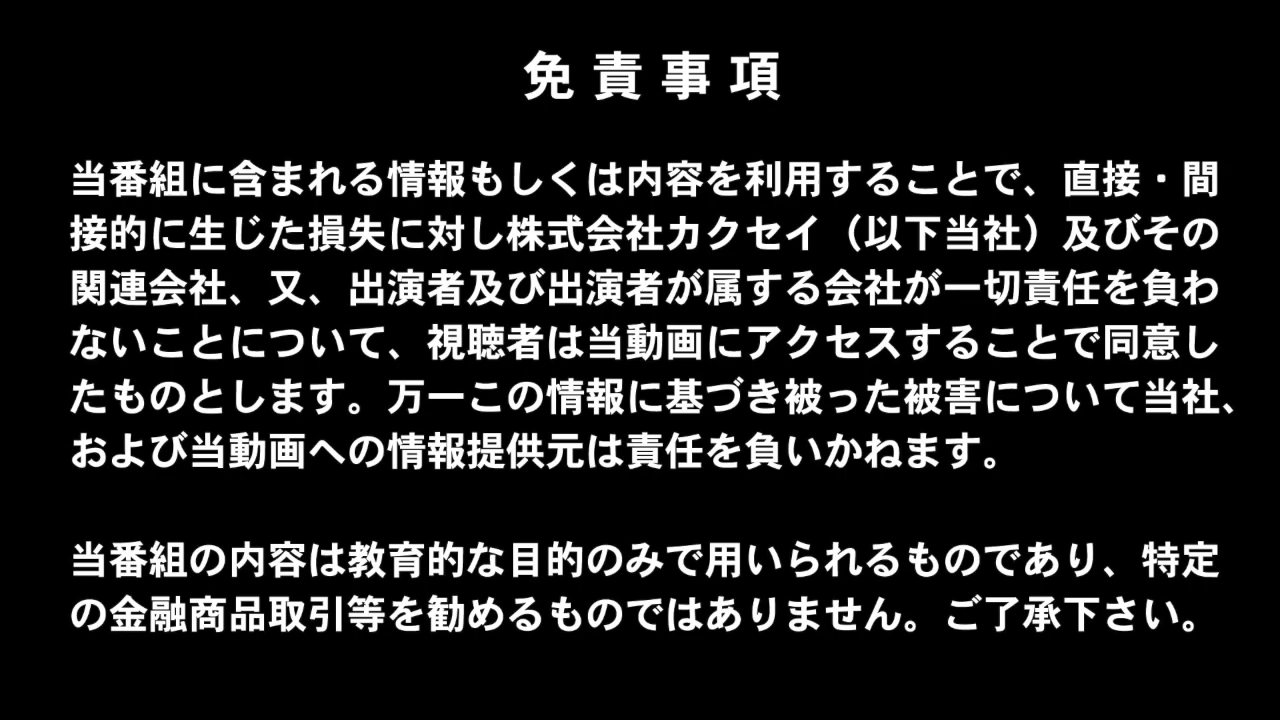 免責事項
当番組に含まれる情報もしくは内容を利用することで、直接・間
接的に生じた損失に対し株式会社カクセイ（以下当社）及びその
関連会社、又、出演者及び出演者が属する会社が一切責任を負わ
ないことについて、視聴者は当動画にアクセスすることで同意し
たものとします。万一この情報に基づき被った被害について当社、
および当動画への情報提供元は責任を負いかねます。
当番組の内容は教育的な目的のみで用いられるものであり、特定
の金融商品取引等を勧めるものではありません。ご了承下さい。